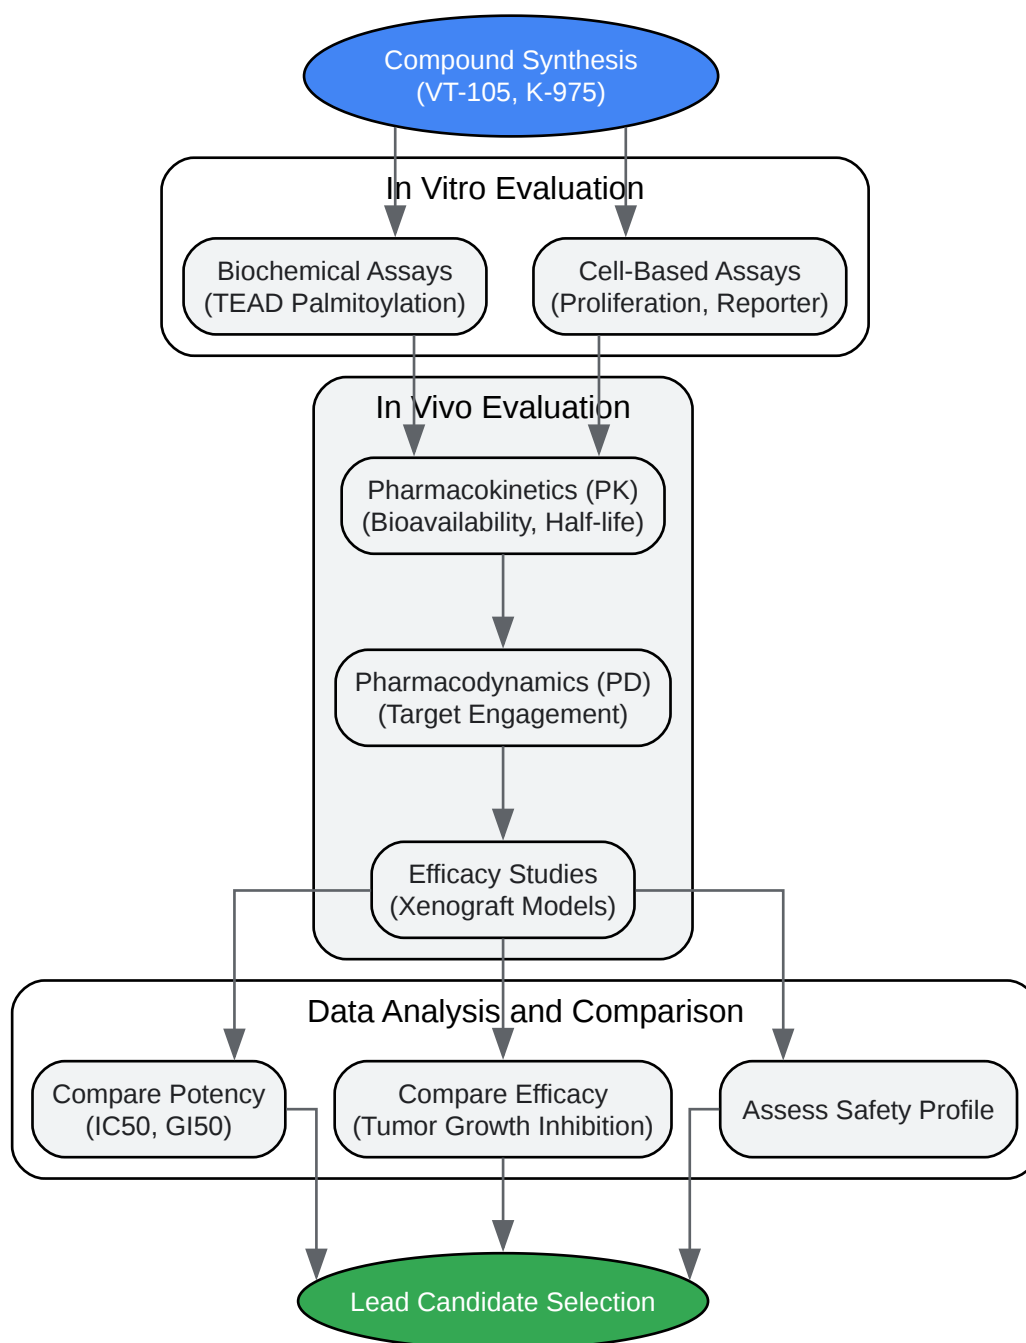 Compound Synthesis
(VT-105, K-975)
In Vitro Evaluation
Biochemical Assays
(TEAD Palmitoylation)
Cell-Based Assays
(Proliferation, Reporter)
In Vivo Evaluation
Pharmacokinetics (PK)
(Bioavailability, Half-life)
Pharmacodynamics (PD)
(Target Engagement)
Efficacy Studies
(Xenograft Models)
Data Analysis and Comparison
Compare Potency
(IC50, GI50)
Compare Efficacy
(Tumor Growth Inhibition)
Assess Safety Profile
Lead Candidate Selection